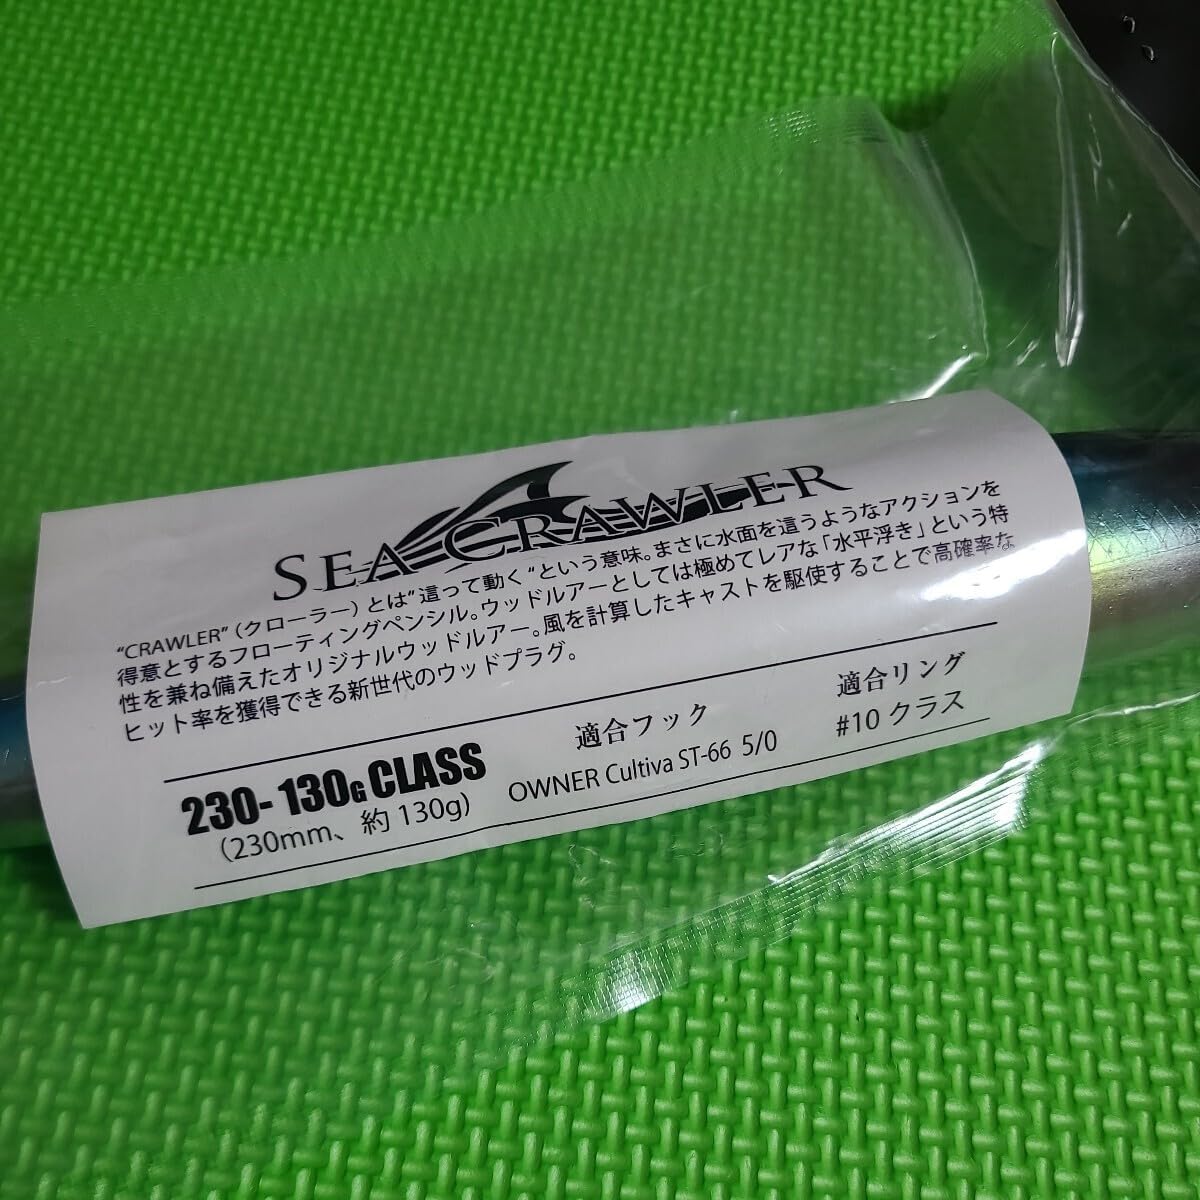 SEA CRAWLER
“CRAWLER”（クローラー）とは“這って動く“という意味。まさに水面を這うようなアクションを
得意とするフローティングペンシル。ウッドルアーとしては極めてレアな「水平浮き」という特
性を兼ね備えたオリジナルウッドルアー。風を計算したキャストを駆使することで高確率な
ヒット率を獲得できる新世代のウッドプラグ。
230-130G CLASS
（230mm、約130g）
適合フック
OWNER Cultiva ST-66 5/0
適合リング
#10 クラス